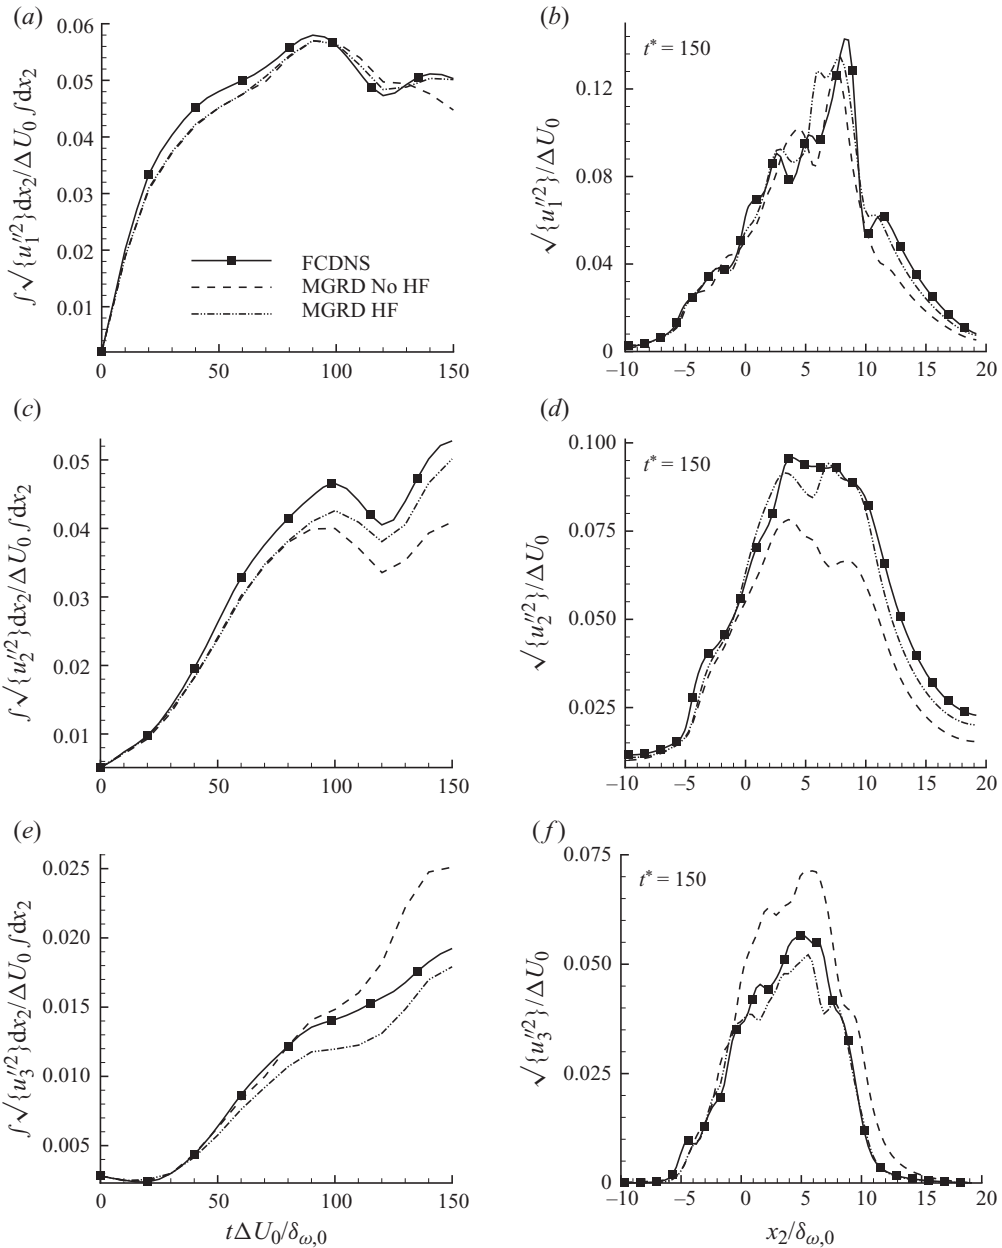 (a)
0.06
0.05
0.04
0.03
0.02
0.01
0 50 100 150
∫√{u₁″²}dx₂/ΔU₀ ∫dx₂
FCDNS
MGRD No HF
MGRD HF
(b)
t* = 150
0.12
0.08
0.04
0
−10 −5 0 5 10 15 20
√{u₁″²}/ΔU₀
(c)
0.05
0.04
0.03
0.02
0.01
0 50 100 150
∫√{u₂″²}dx₂/ΔU₀ ∫dx₂
(d)
t* = 150
0.100
0.075
0.050
0.025
−10 −5 0 5 10 15 20
√{u₂″²}/ΔU₀
(e)
0.025
0.020
0.015
0.010
0.005
0 50 100 150
∫√{u₃″²}dx₂/ΔU₀ ∫dx₂
tΔU₀/δω,0
(f)
t* = 150
0.075
0.050
0.025
0
−10 −5 0 5 10 15 20
√{u₃″²}/ΔU₀
x₂/δω,0